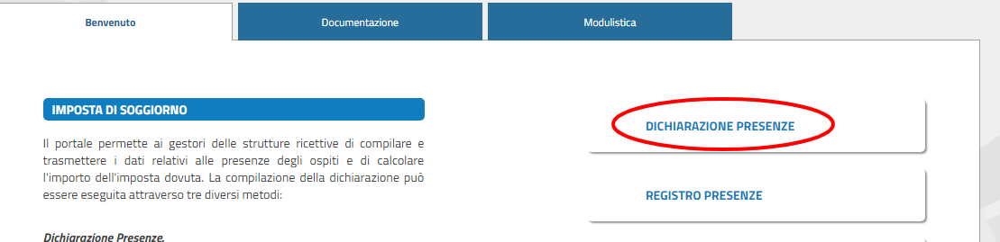 Benvenuto
Documentazione
Modulistica
IMPOSTA DI SOGGIORNO
Il portale permette ai gestori delle strutture ricettive di compilare e
trasmettere i dati relativi alle presenze degli ospiti e di calcolare
l'importo dell'imposta dovuta. La compilazione della dichiarazione può
essere eseguita attraverso tre diversi metodi:
Dichiarazione Presenze.
DICHIARAZIONE PRESENZE
REGISTRO PRESENZE